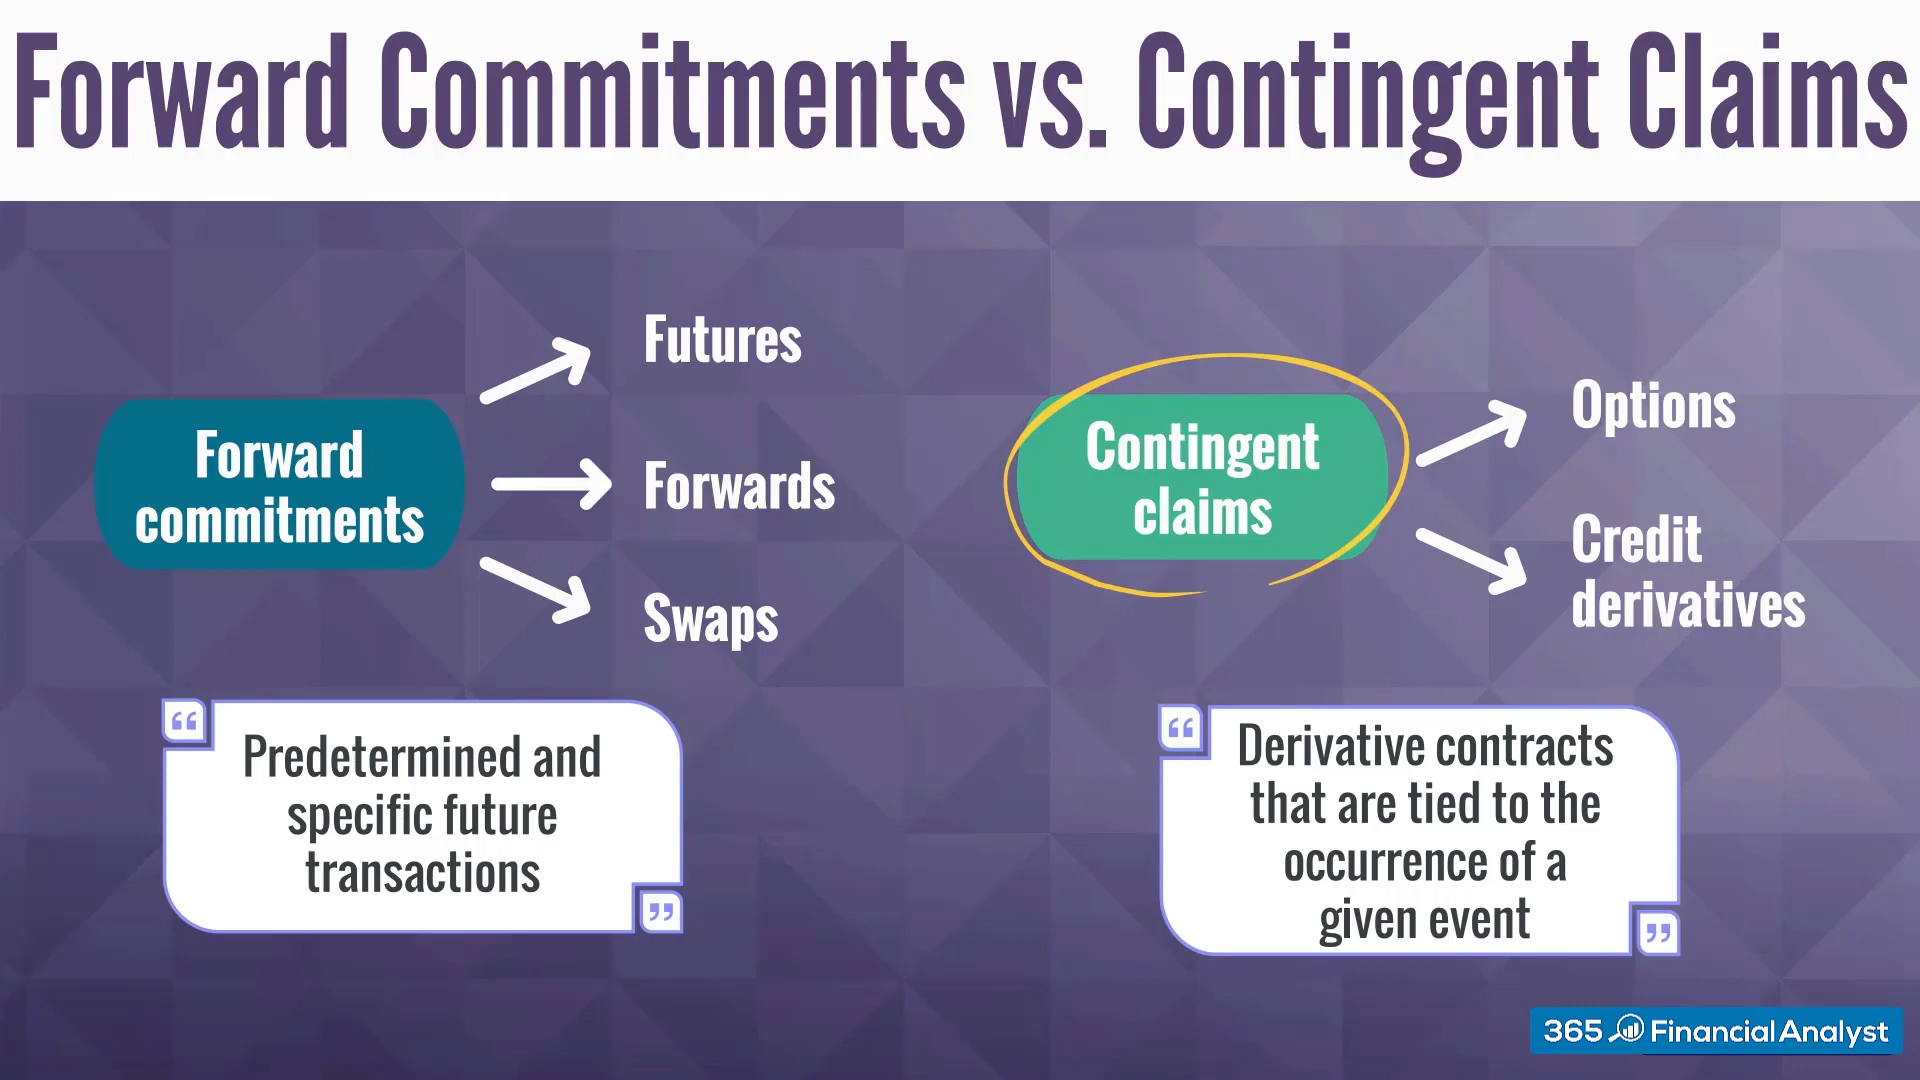 Forward Commitments vs. Contingent Claims
Forward
commitments
Futures
Forwards
Swaps
“
Predetermined and
specific future
transactions
”
Contingent
claims
Options
Credit
derivatives
“
Derivative contracts
that are tied to the
occurrence of a
given event
”
365 Financial Analyst